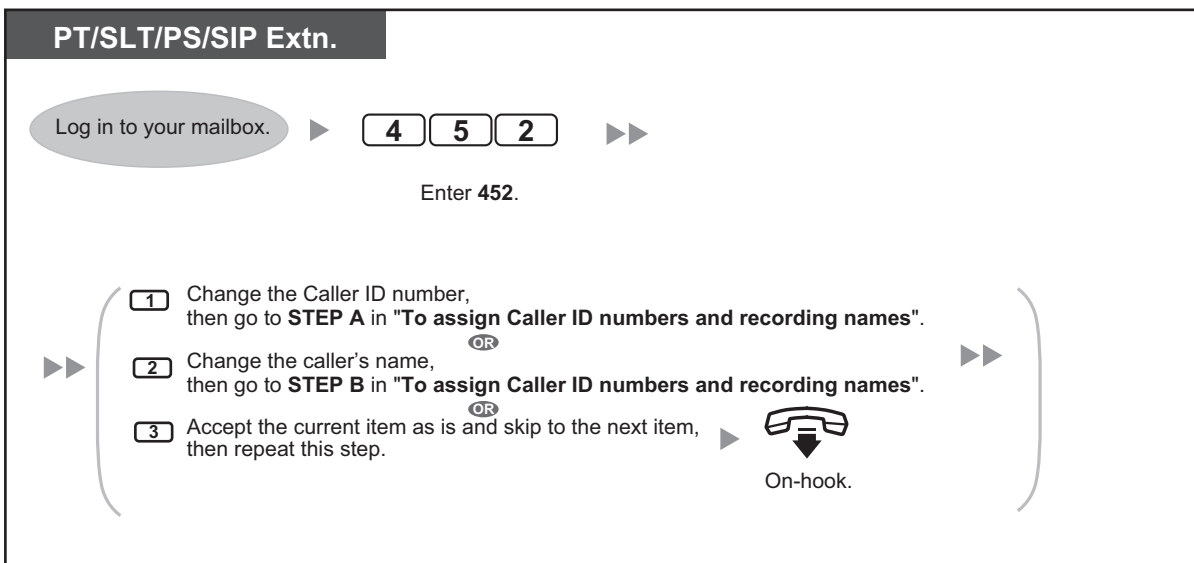 PT/SLT/PS/SIP Extn.
Log in to your mailbox.
4 5 2
Enter 452.
1 Change the Caller ID number,
then go to STEP A in "To assign Caller ID numbers and recording names".
OR
2 Change the caller's name,
then go to STEP B in "To assign Caller ID numbers and recording names".
OR
3 Accept the current item as is and skip to the next item,
then repeat this step.
On-hook.